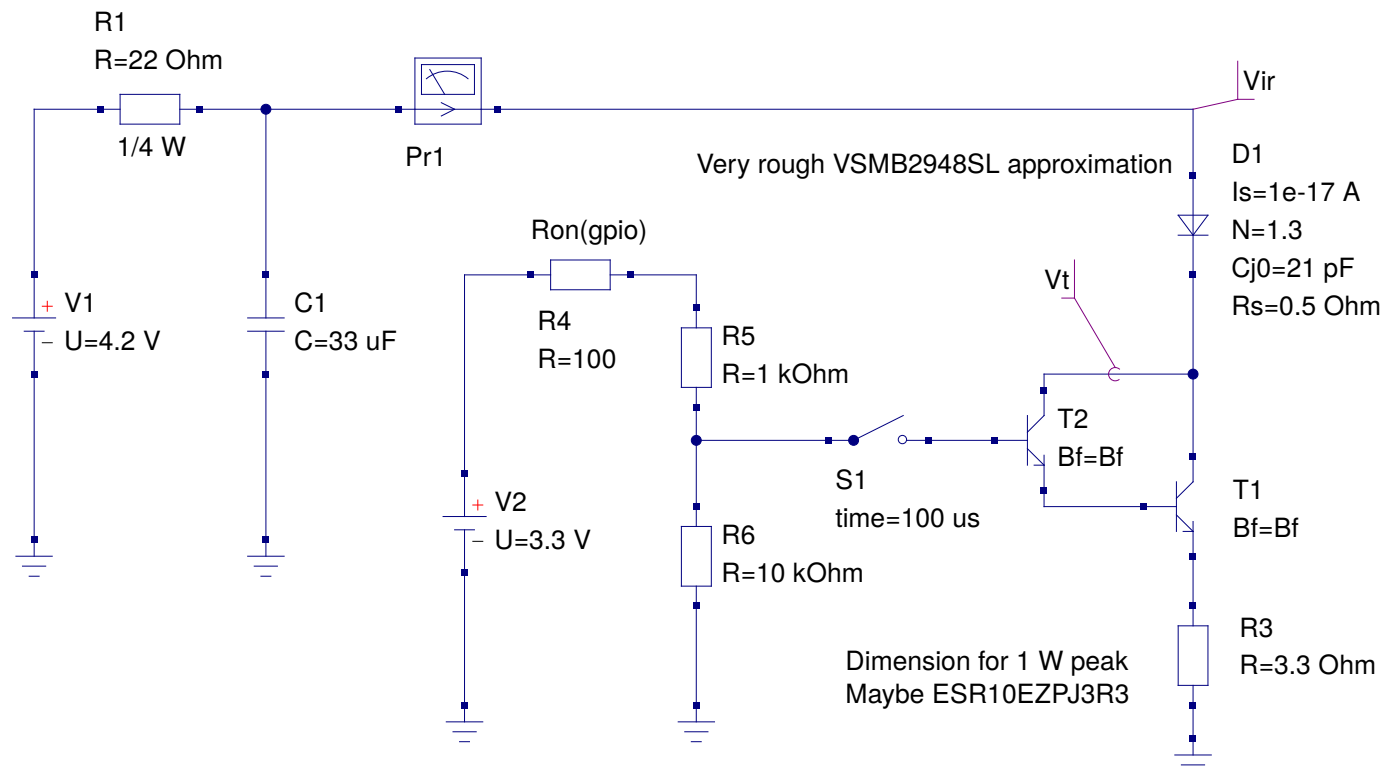 R1
R=22 Ohm
1/4 W
Pr1
Vir
Very rough VSMB2948SL approximation
D1
Is=1e-17 A
N=1.3
Cj0=21 pF
Rs=0.5 Ohm
Ron(gpio)
R4
R=100
Vt
+ V1
− U=4.2 V
C1
C=33 uF
R5
R=1 kOhm
T2
Bf=Bf
S1
time=100 us
+ V2
− U=3.3 V
R6
R=10 kOhm
T1
Bf=Bf
R3
R=3.3 Ohm
Dimension for 1 W peak
Maybe ESR10EZPJ3R3